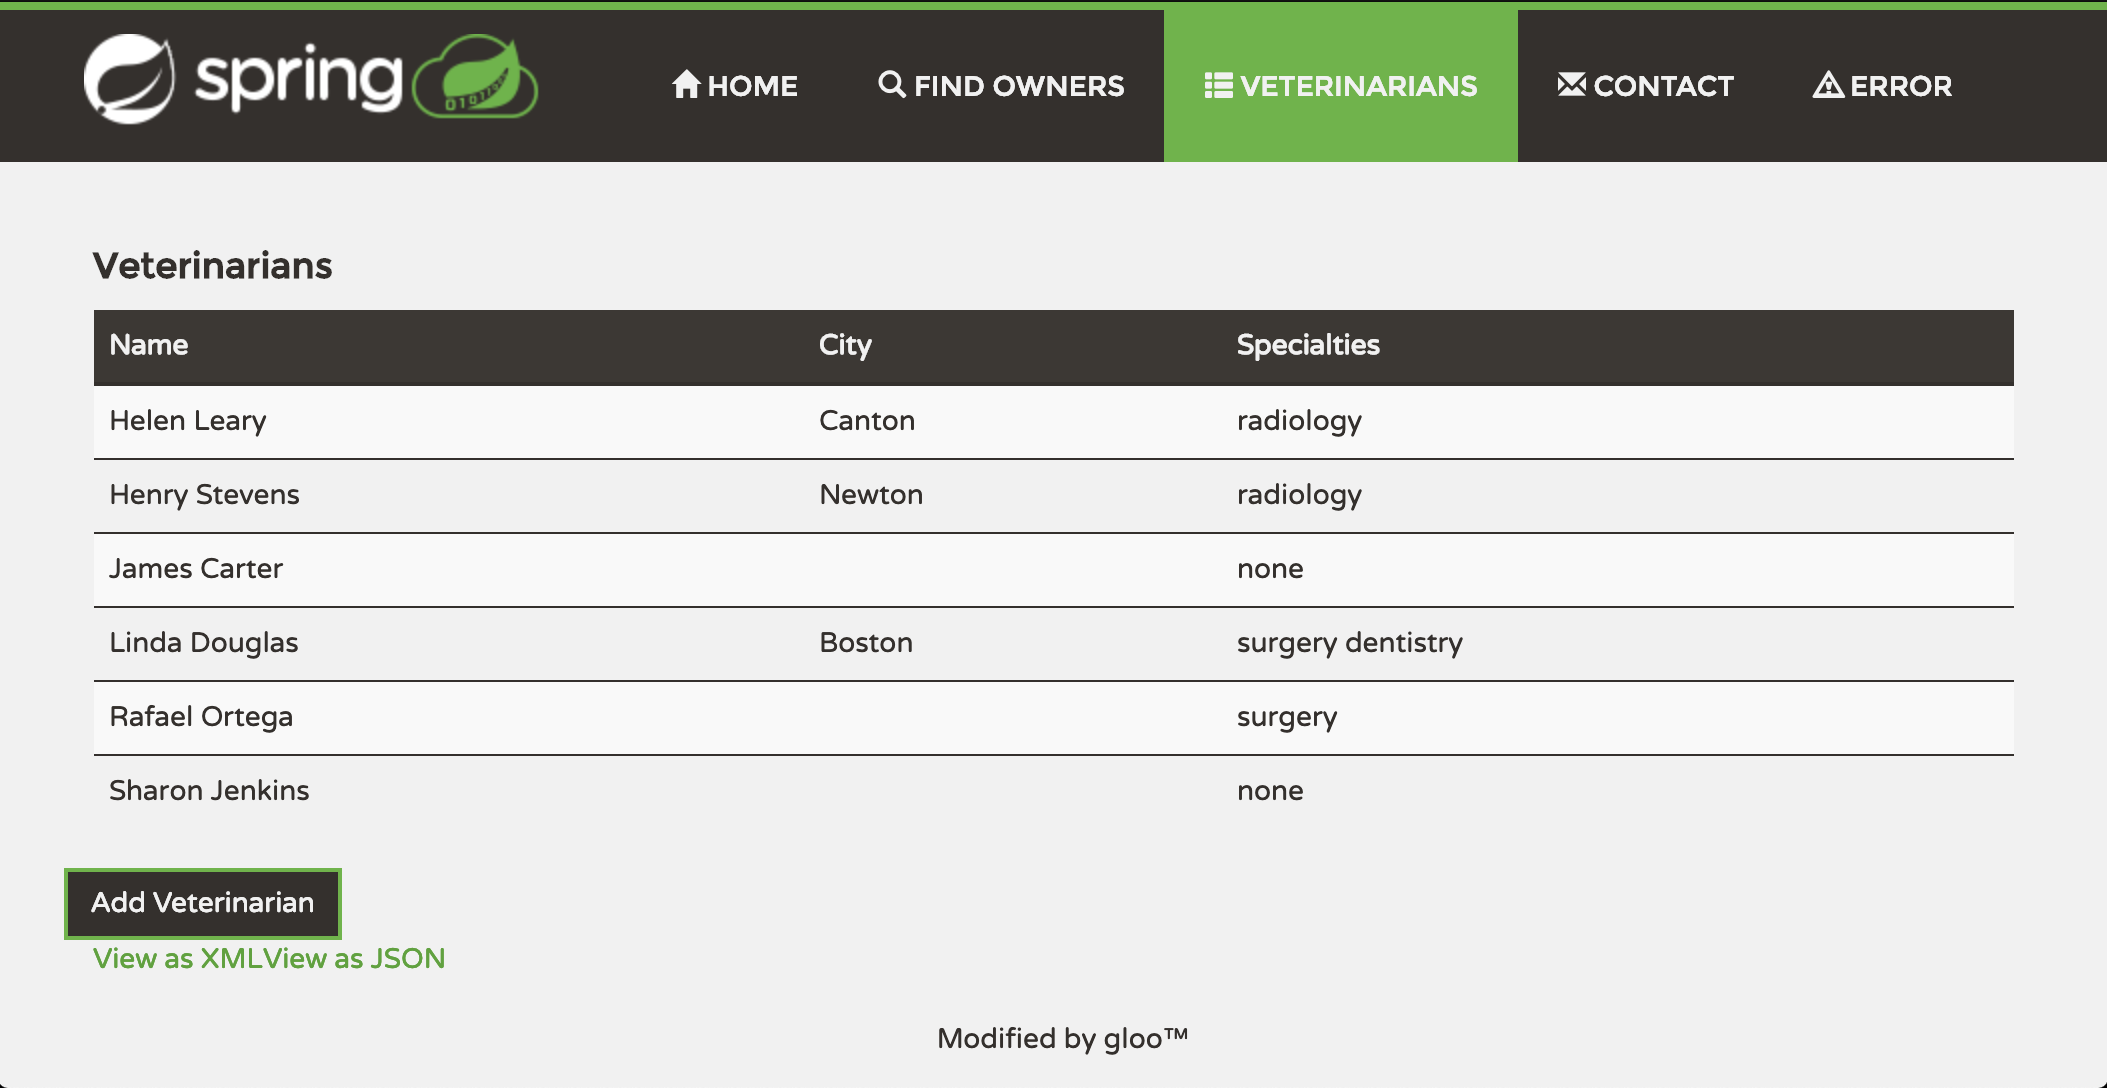 spring HOME FIND OWNERS VETERINARIANS CONTACT ERROR
Veterinarians
Name City Specialties
Helen Leary Canton radiology
Henry Stevens Newton radiology
James Carter none
Linda Douglas Boston surgery dentistry
Rafael Ortega surgery
Sharon Jenkins none
Add Veterinarian
View as XMLView as JSON
Modified by gloo™